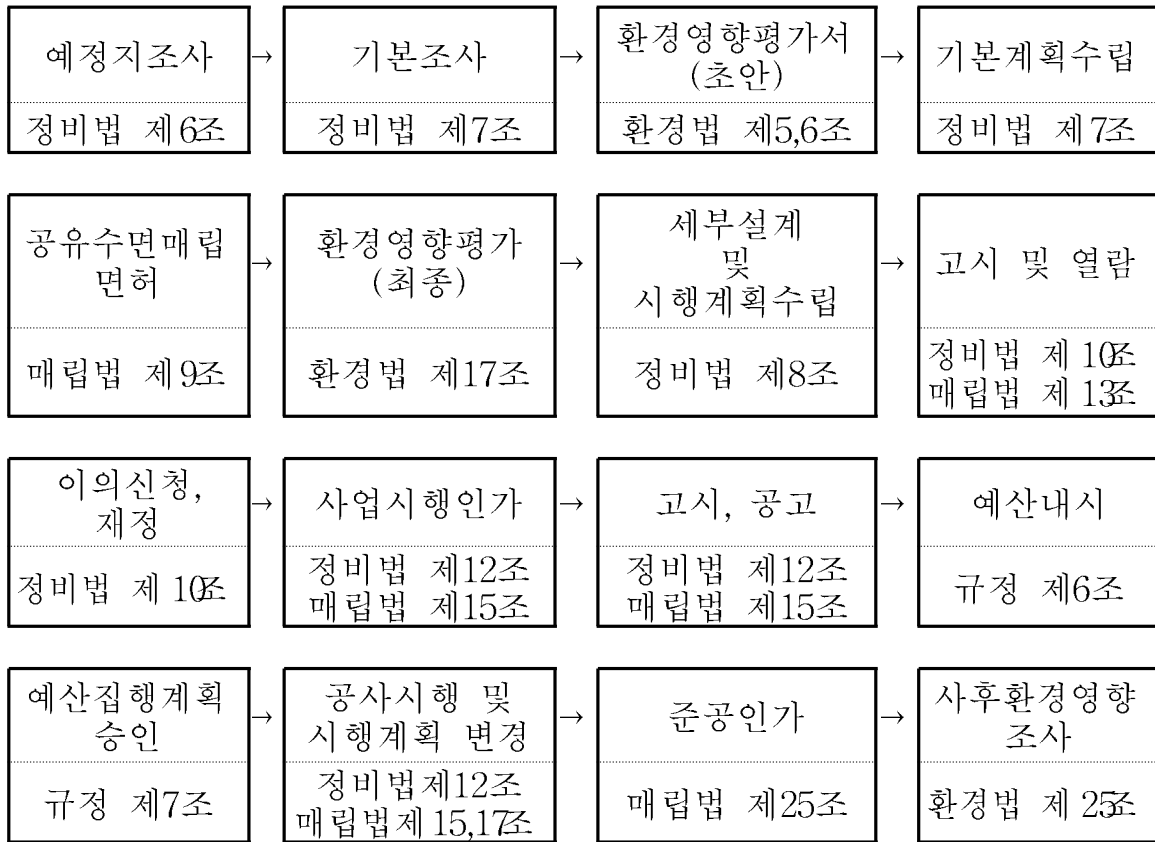 예정지조사 → 기본조사 → 환경영향평가서 → 기본계획수립
(초안)
정비법 제6조 정비법 제7조 환경법 제5,6조 정비법 제7조
공유수면매립
면허
→
환경영향평가
(최종)
→
세부설계
및
시행계획수립
→
고시 및 열람
매립법 제9조
환경법 제17조
정비법 제8조
정비법 제10조
매립법 제13조
이의신청,
재정
→
사업시행인가
→
고시, 공고
→
예산내시
정비법 제10조
정비법 제12조
매립법 제15조
정비법 제12조
매립법 제15조
규정 제6조
예산집행계획
승인
→
공사시행 및
시행계획 변경
→
준공인가
→
사후환경영향
조사
규정 제7조
정비법제12조
매립법제15,17조
매립법 제25조
환경법 제25조